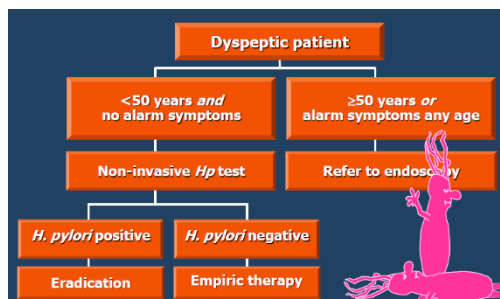 Dyspeptic patient
<50 years and
no alarm symptoms
≥50 years or
alarm symptoms any age
Non-invasive Hp test
Refer to endoscopy
H. pylori positive
H. pylori negative
Eradication
Empiric therapy